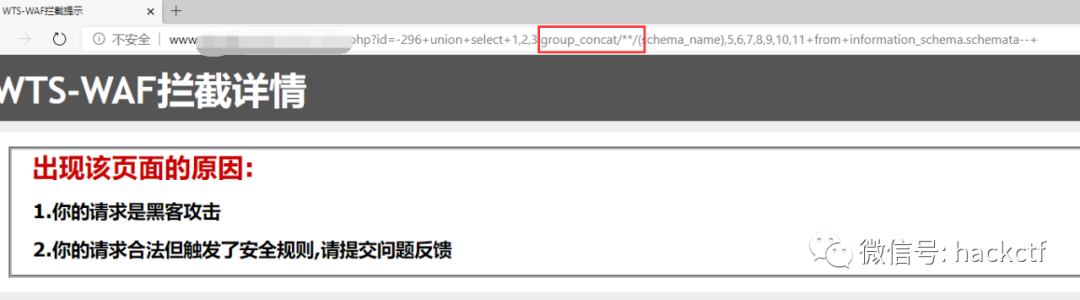 WTS-WAF拦截提示
不安全 | www php?id=-296+union+select+1,2,3,group_concat/**/(schema_name),5,6,7,8,9,10,11+from+information_schema.schemata--+
WTS-WAF拦截详情
出现该页面的原因:
1.你的请求是黑客攻击
2.你的请求合法但触发了安全规则,请提交问题反馈
微信号: hackctf